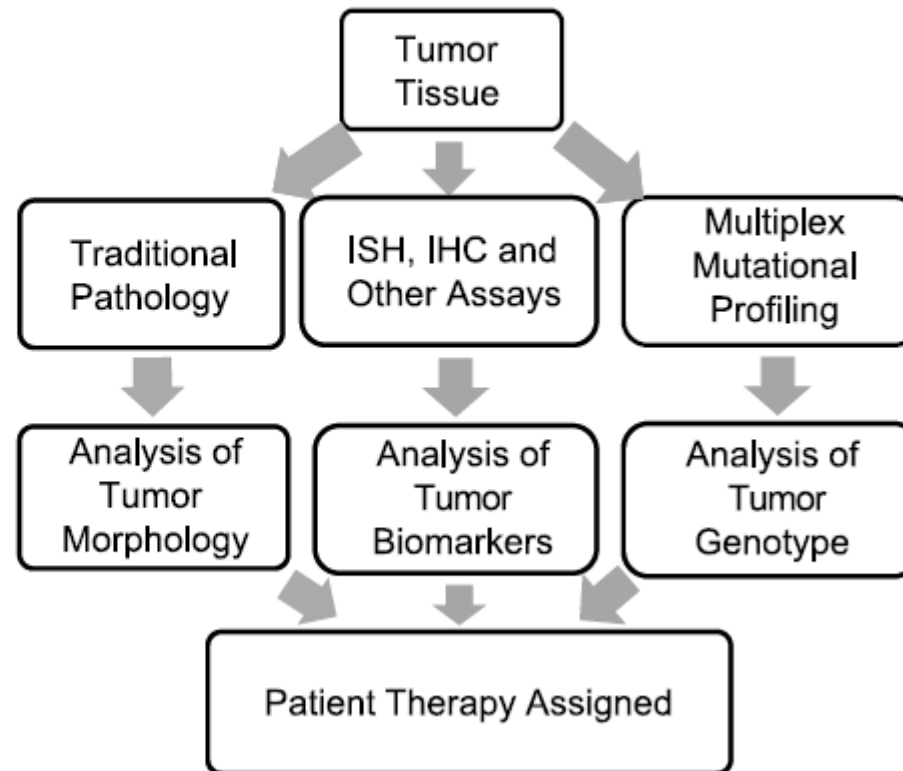 Tumor
Tissue
Traditional
Pathology
ISH, IHC and
Other Assays
Multiplex
Mutational
Profiling
Analysis of
Tumor
Morphology
Analysis of
Tumor
Biomarkers
Analysis of
Tumor
Genotype
Patient Therapy Assigned